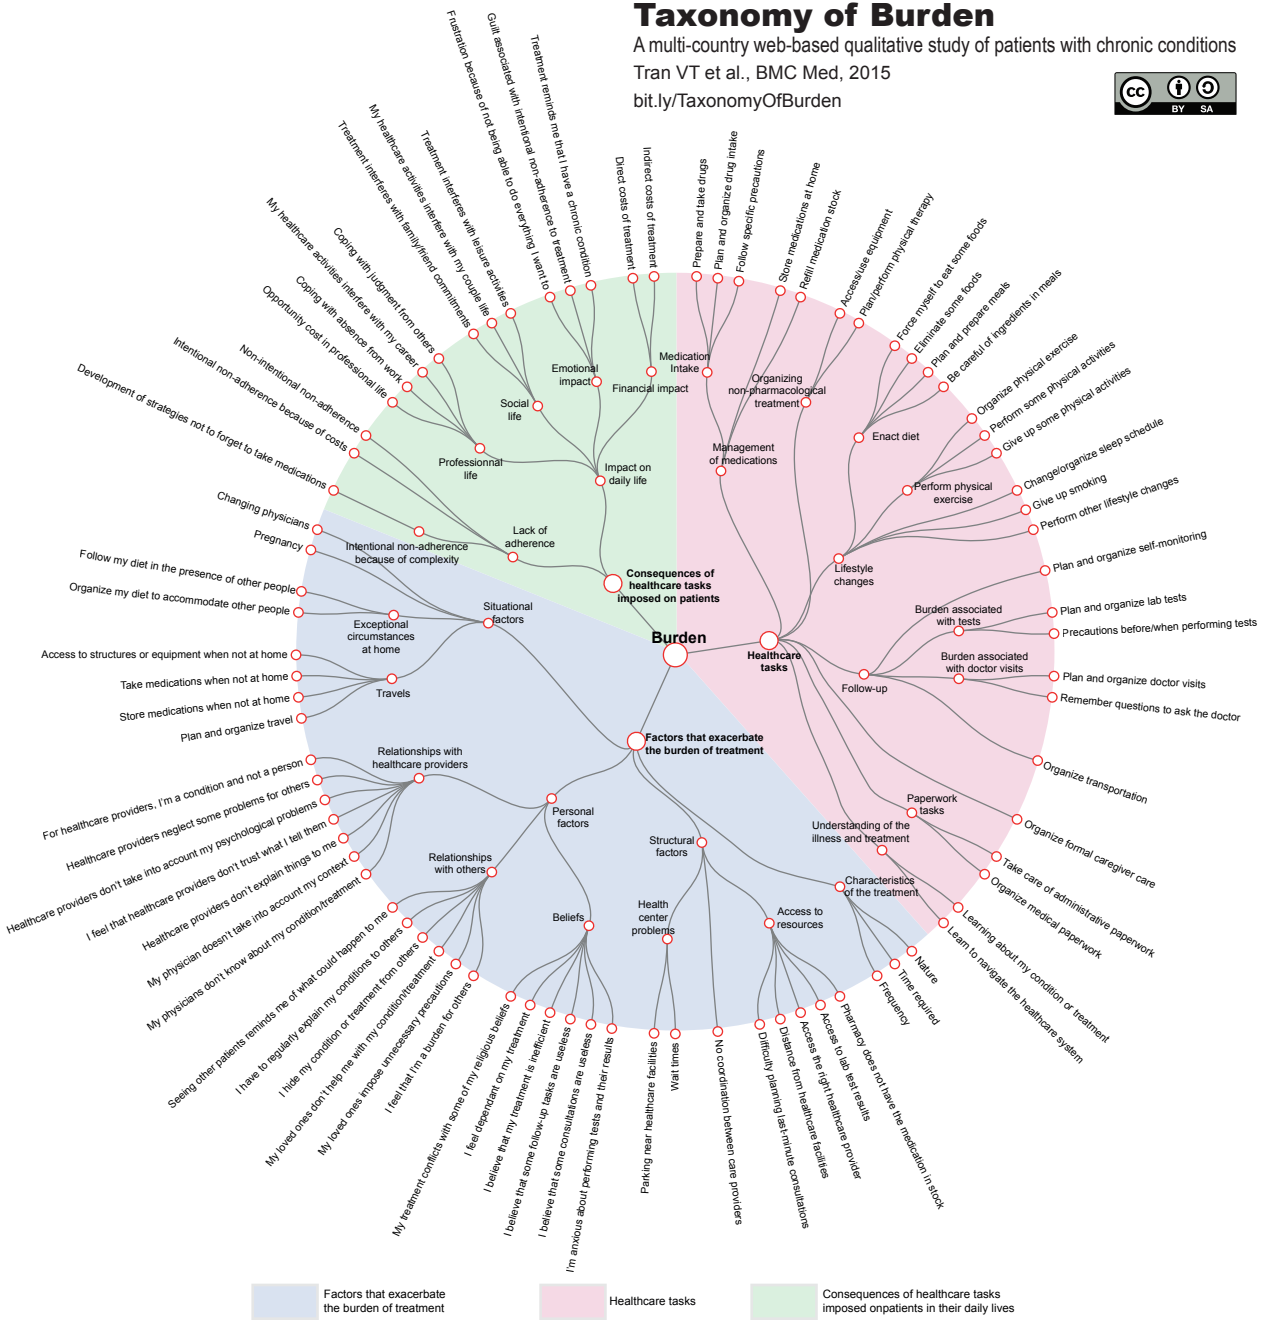 Taxonomy of Burden
A multi-country web-based qualitative study of patients with chronic conditions
Tran VT et al., BMC Med, 2015
bit.ly/TaxonomyOfBurden
cc
BY SA
Frustration because of not being able to do everything I want to
Guilt associated with intentional non-adherence to treatment
Treatment reminds me that I have a chronic condition
Direct costs of treatment
Indirect costs of treatment
Prepare and take drugs
Plan and organize drug intake
Follow specific precautions
Store medications at home
Refill medication stock
Access/use equipment
Plan/perform physical therapy
Force myself to eat some foods
Eliminate some foods
Plan and prepare meals
Be careful of ingredients in meals
Organize physical exercise
Perform some physical activities
Give up some physical activities
Change/organize sleep schedule
Give up smoking
Perform other lifestyle changes
Plan and organize self-monitoring
Plan and organize lab tests
Precautions before/when performing tests
Plan and organize doctor visits
Remember questions to ask the doctor
Organize transportation
Organize formal caregiver care
Take care of administrative paperwork
Organize medical paperwork
Learning about my condition or treatment
Learn to navigate the healthcare system
Nature
Time required
Frequency
Pharmacy does not have the medication in stock
Access to lab test results
Access the right healthcare provider
Distance from healthcare facilities
Difficulty planning last-minute consultations
No coordination between care providers
Wait times
Parking near healthcare facilities
I'm anxious about performing tests and their results
I believe that some consultations are useless
I believe that some follow-up tasks are useless
I believe that my treatment is inefficient
I feel dependant on my treatment
My treatment conflicts with some of my religious beliefs
I feel that I'm a burden for others
My loved ones impose unnecessary precautions
My loved ones don't help me with my condition/treatment
I hide my condition or treatment from others
I have to regularly explain my conditions to others
Seeing other patients reminds me of what could happen to me
My physicians don't know about my condition/treatment
My physician doesn't take into account my context
Healthcare providers don't explain things to me
I feel that healthcare providers don't trust what I tell them
Healthcare providers don't take into account my psychological problems
Healthcare providers neglect some problems for others
For healthcare providers, I'm a condition and not a person
Plan and organize travel
Store medications when not at home
Take medications when not at home
Access to structures or equipment when not at home
Organize my diet to accommodate other people
Follow my diet in the presence of other people
Pregnancy
Changing physicians
Development of strategies not to forget to take medications
Intentional non-adherence because of costs
Non-intentional non-adherence
Opportunity cost in professional life
Coping with absence from work
My healthcare activities interfere with my career
Coping with judgment from others
Treatment interferes with family/friend commitments
My healthcare activities interfere with my couple life
Treatment interferes with leisure activities
Emotional
impact
Financial impact
Social
life
Professionnal
life
Impact on
daily life
Lack of
adherence
Intentional non-adherence
because of complexity
Consequences of
healthcare tasks
imposed on patients
Medication
Intake
Organizing
non-pharmacological
treatment
Management
of medications
Enact diet
Perform physical
exercise
Lifestyle
changes
Burden associated
with tests
Burden associated
with doctor visits
Follow-up
Healthcare
tasks
Burden
Paperwork
tasks
Understanding of the
illness and treatment
Situational
factors
Exceptional
circumstances
at home
Travels
Factors that exacerbate
the burden of treatment
Relationships with
healthcare providers
Personal
factors
Relationships
with others
Beliefs
Structural
factors
Health
center
problems
Access to
resources
Characteristics
of the treatment
Factors that exacerbate
the burden of treatment
Healthcare tasks
Consequences of healthcare tasks
imposed onpatients in their daily lives